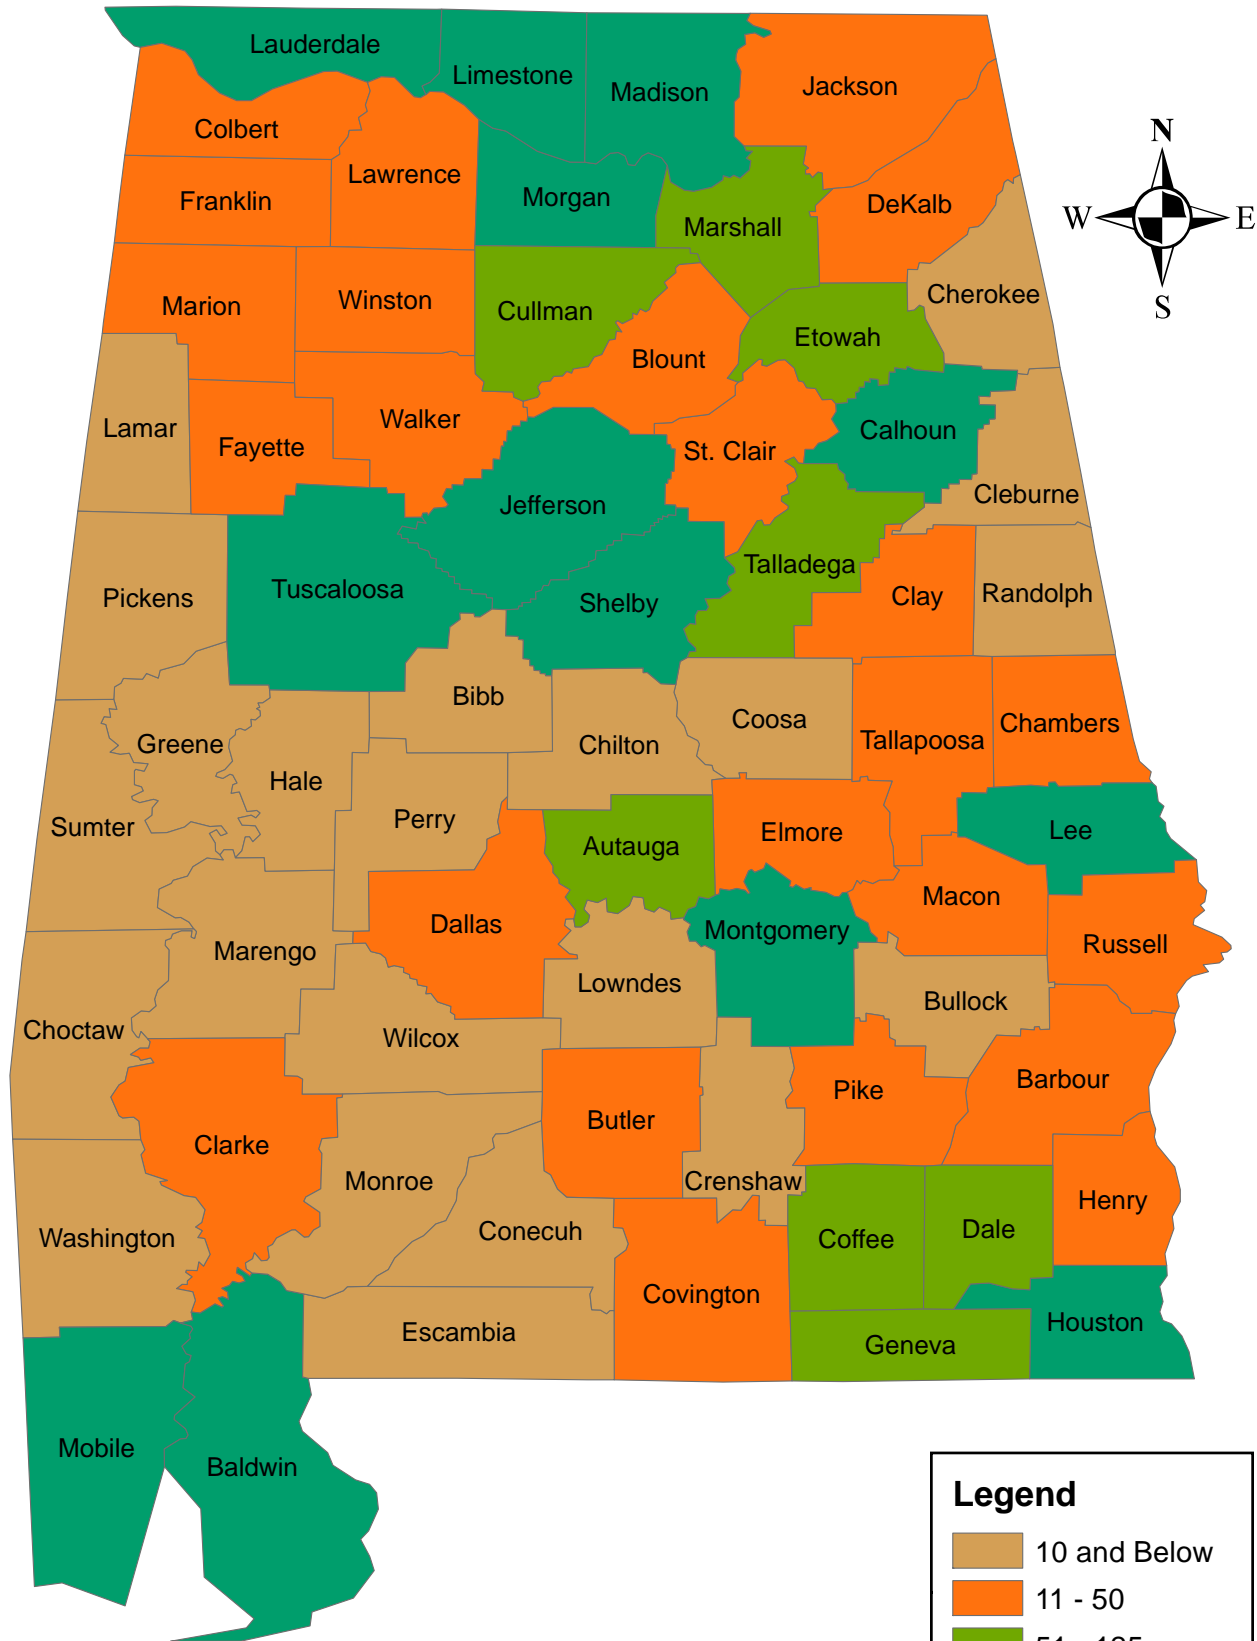 Lauderdale
Limestone
Madison
Jackson
Colbert
Lawrence
Franklin
Morgan
DeKalb
Marshall
N
W
E
S
Marion
Winston
Cullman
Cherokee
Etowah
Blount
Lamar
Walker
Fayette
Calhoun
St. Clair
Cleburne
Jefferson
Talladega
Tuscaloosa
Pickens
Shelby
Clay
Randolph
Bibb
Coosa
Chambers
Greene
Chilton
Tallapoosa
Hale
Perry
Sumter
Elmore
Lee
Autauga
Macon
Dallas
Montgomery
Russell
Marengo
Lowndes
Bullock
Choctaw
Wilcox
Barbour
Pike
Butler
Clarke
Monroe
Crenshaw
Henry
Washington
Conecuh
Coffee
Dale
Covington
Escambia
Houston
Geneva
Mobile
Baldwin
Legend
10 and Below
11 - 50